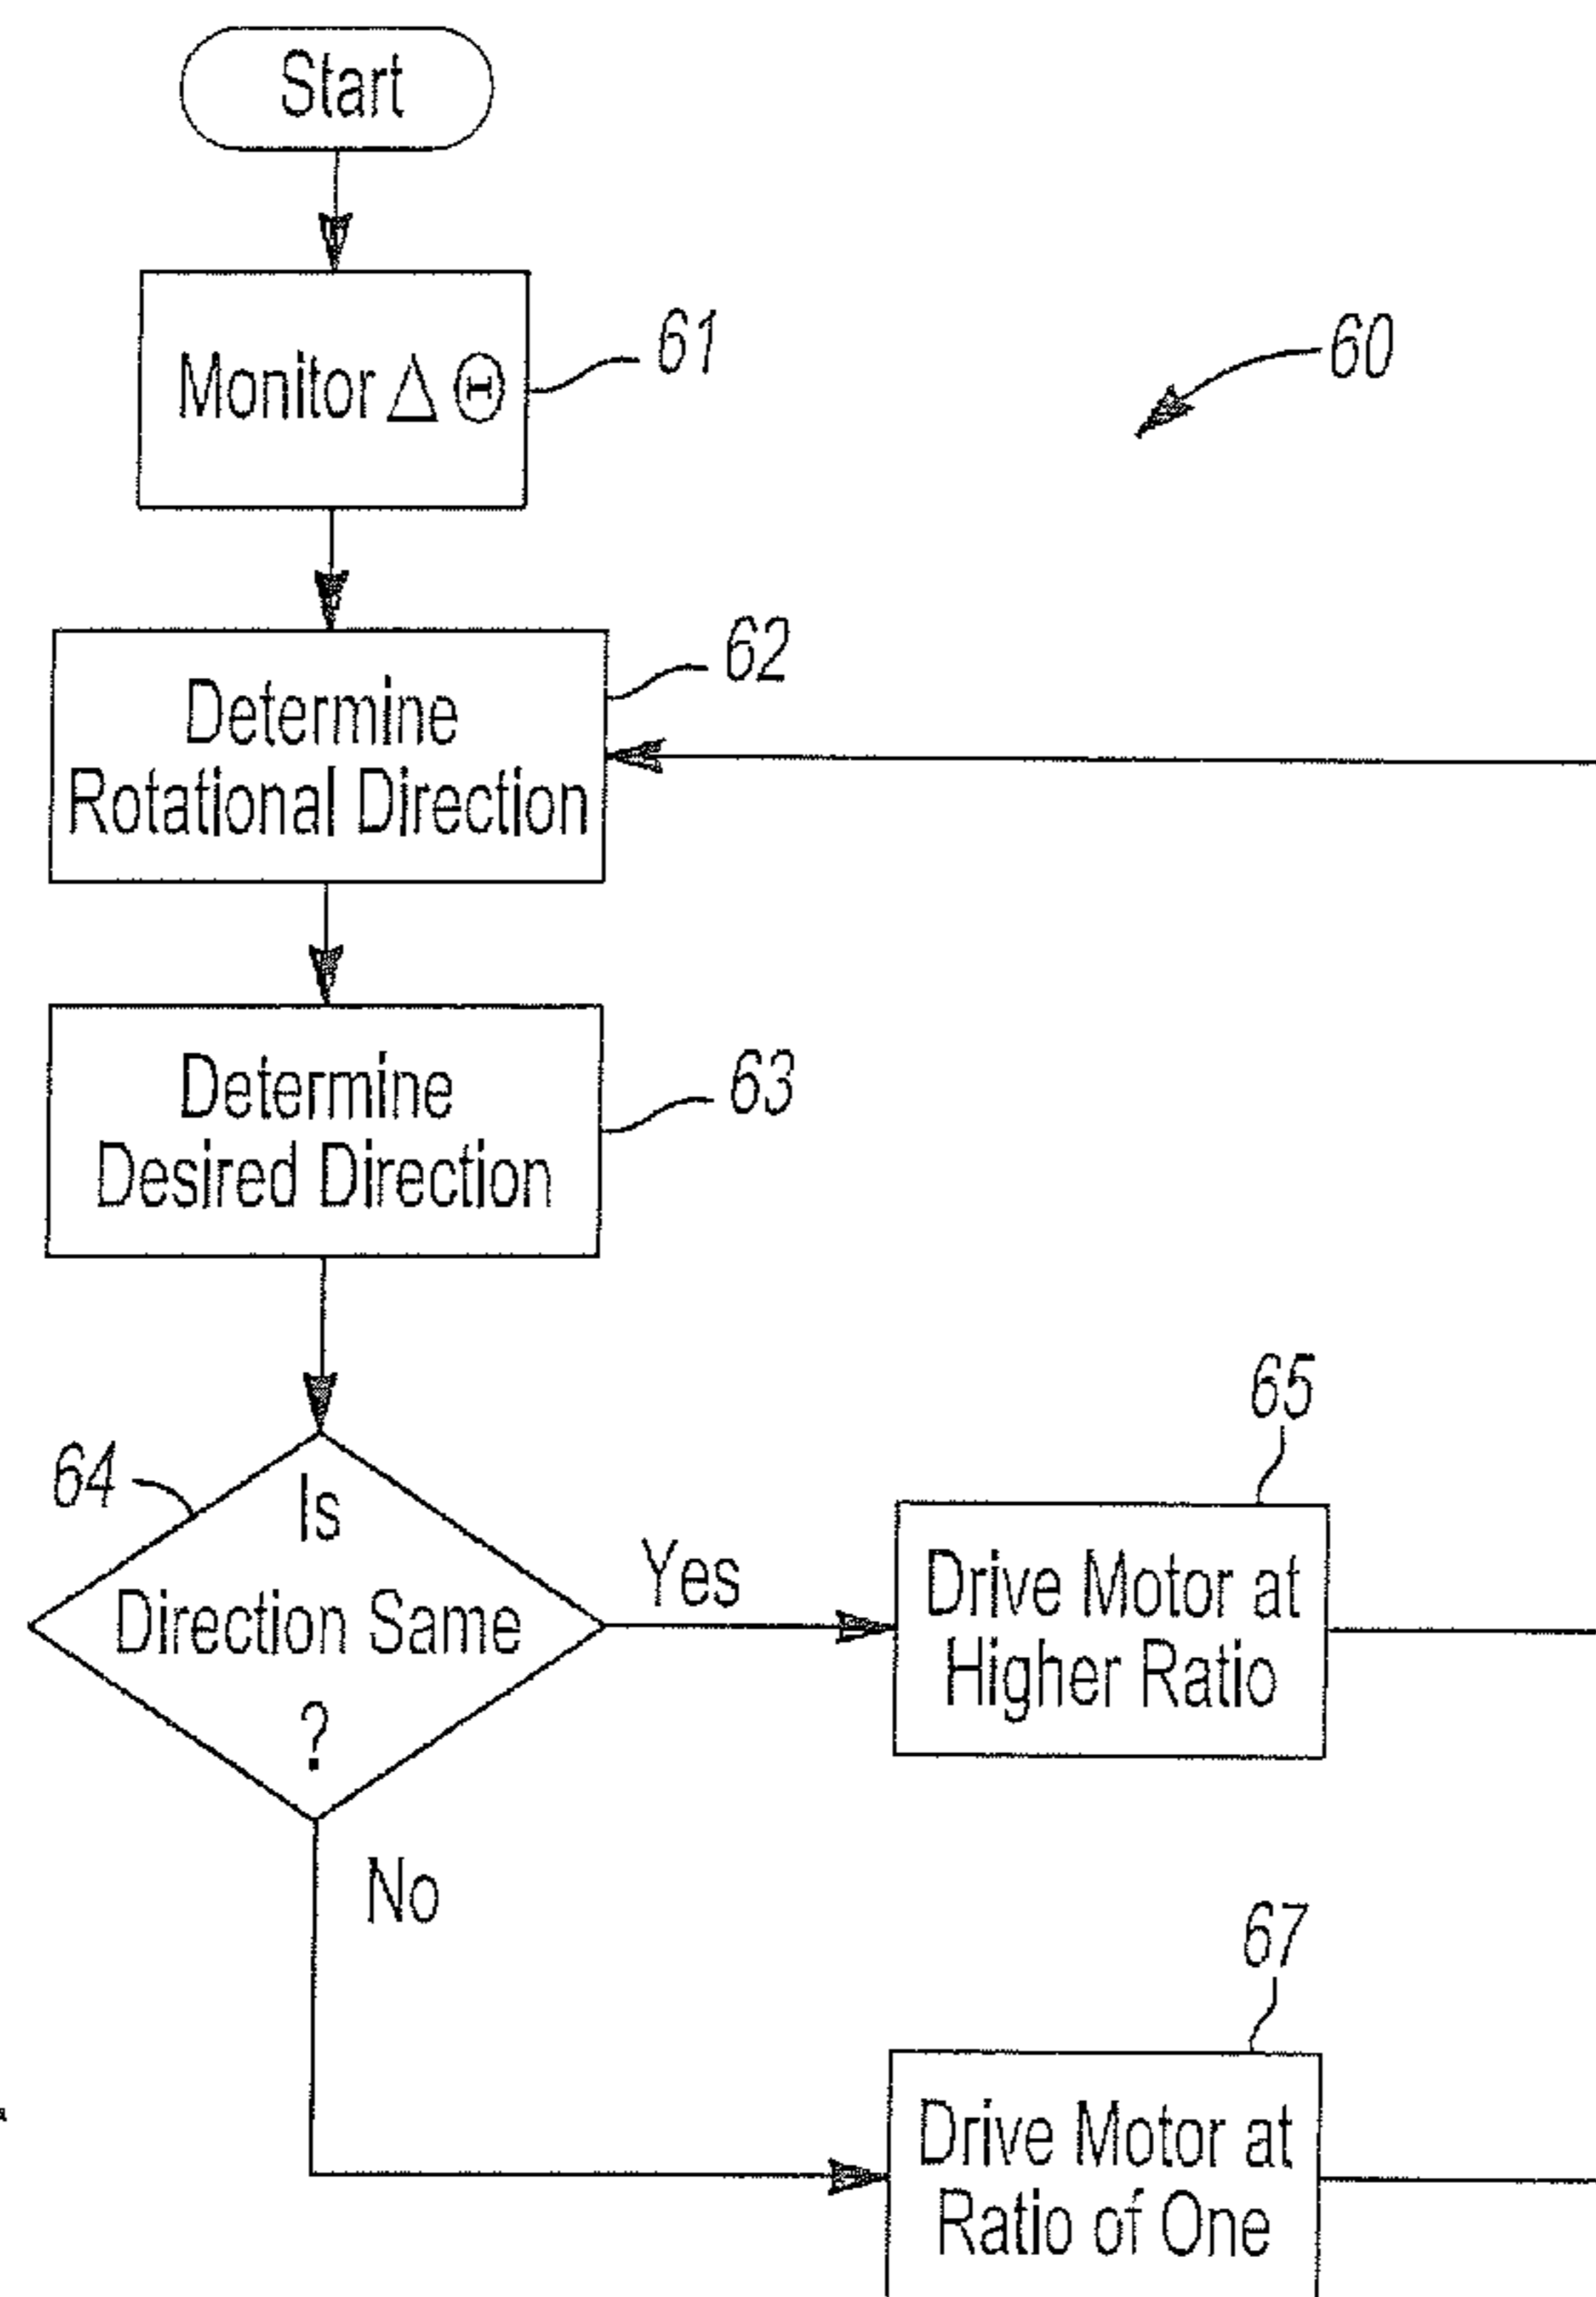 Start
Monitor Δ Θ
61
60
Determine
Rotational Direction
62
Determine
Desired Direction
63
64
Is
Direction Same
?
Yes
65
Drive Motor at
Higher Ratio
No
67
Drive Motor at
Ratio of One